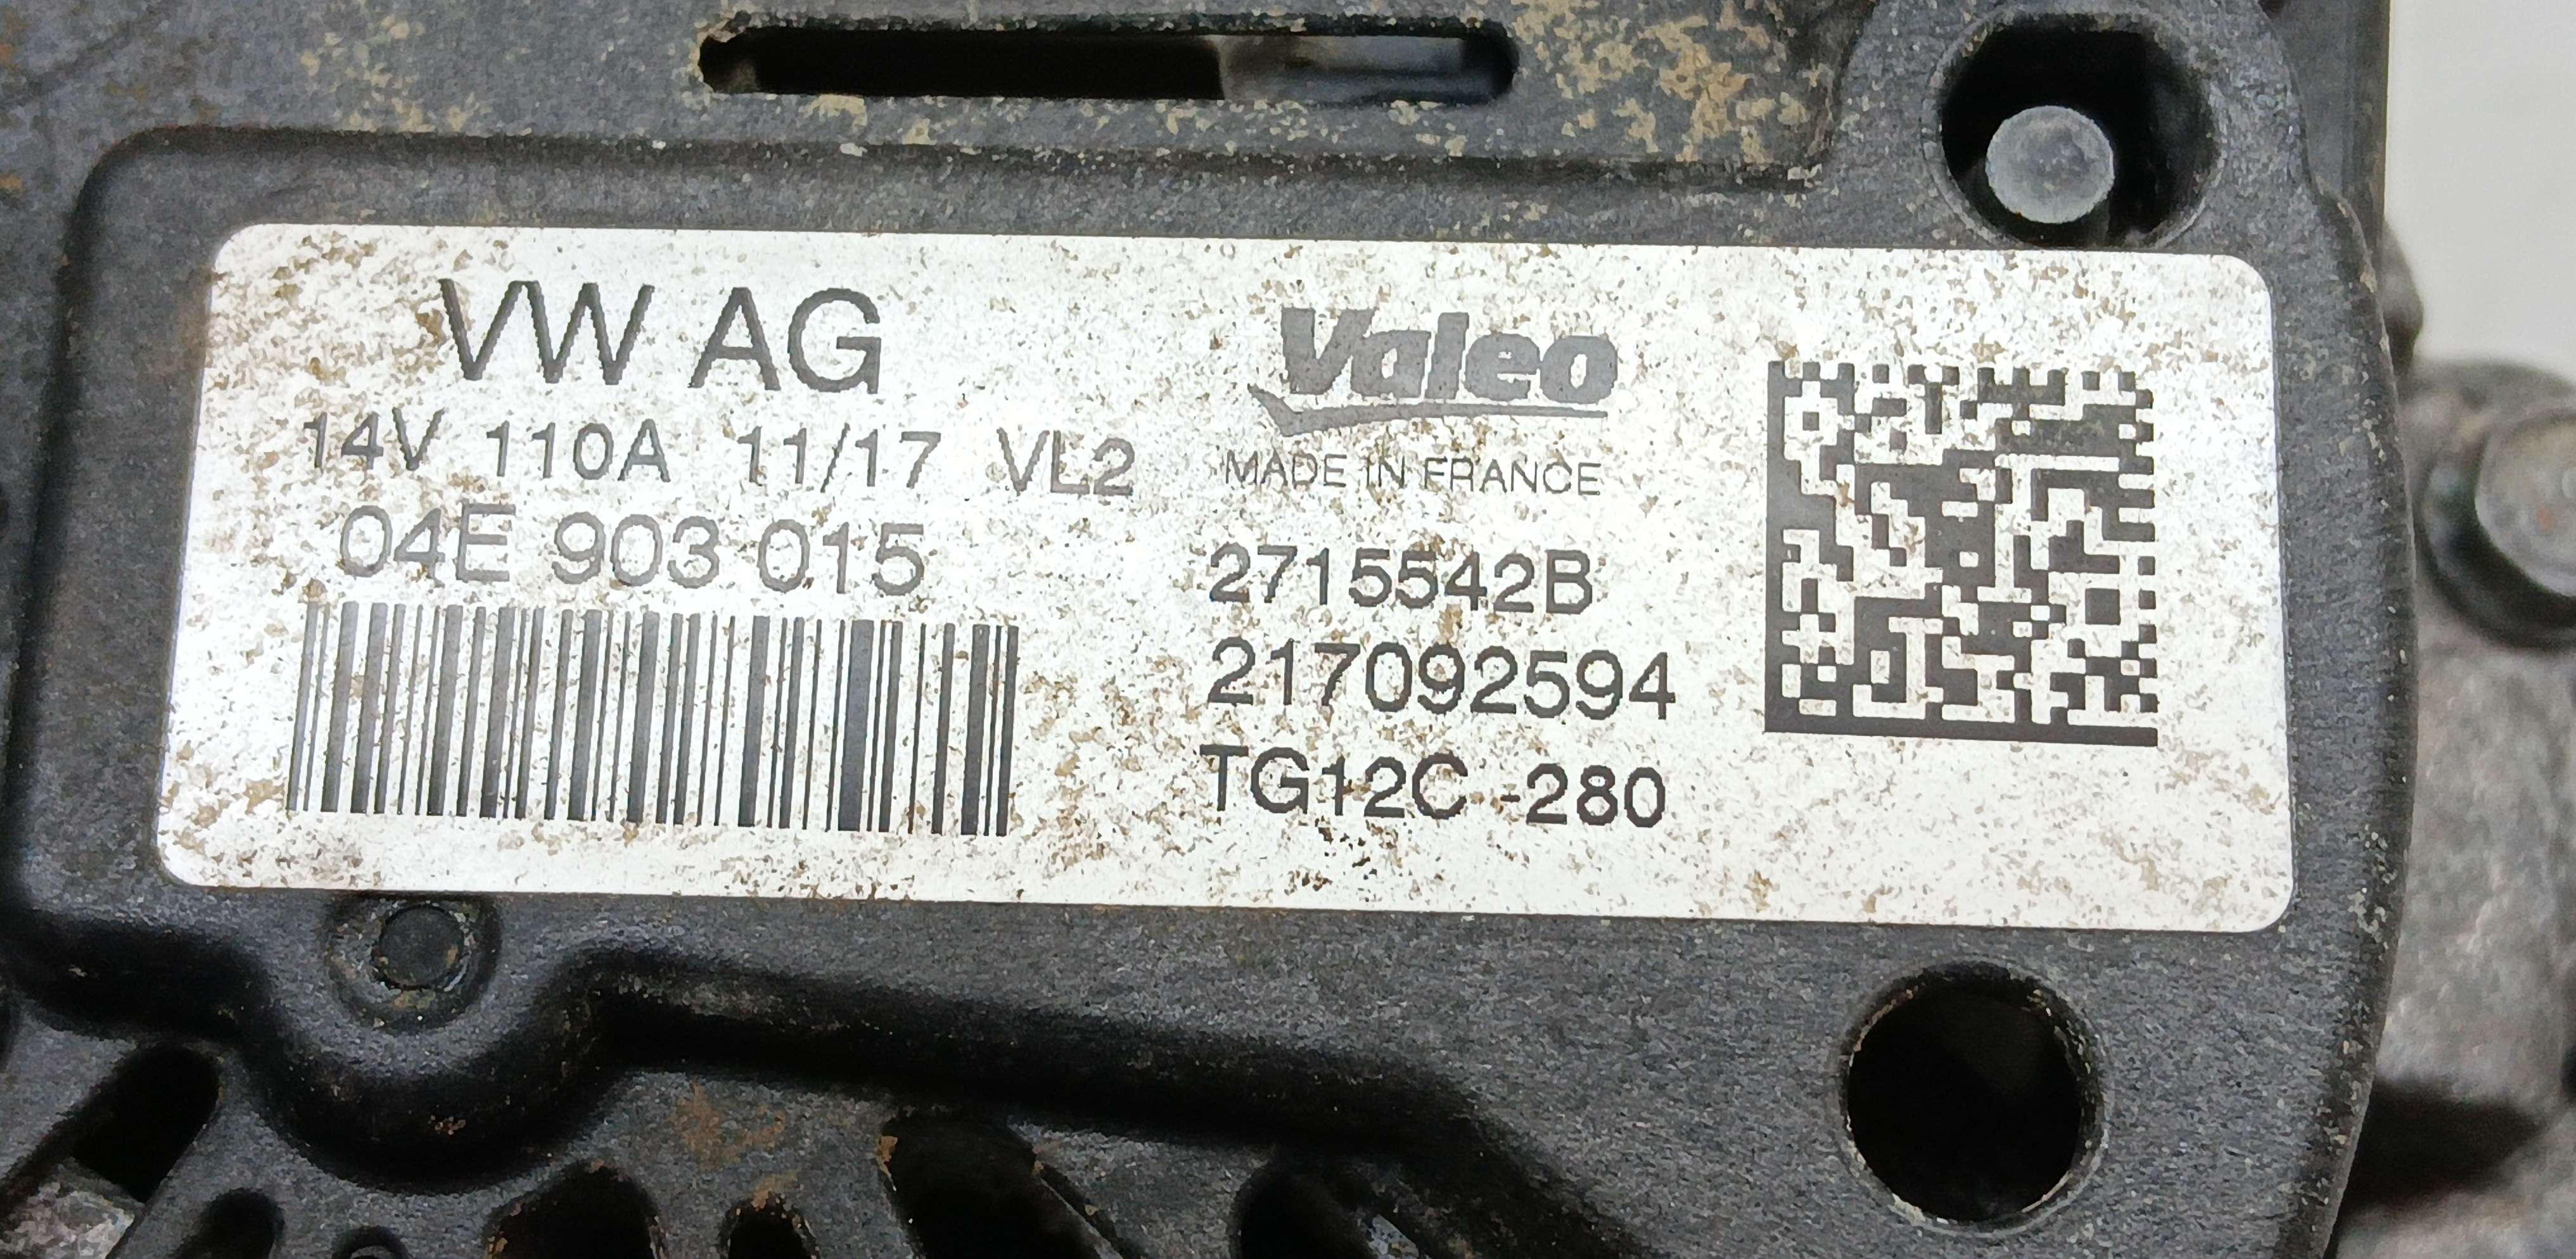 VW AG
14V 110A 11/17 VL2
04E 903 015
Valeo
MADE IN FRANCE
2715542B
217092594
TG12C -280